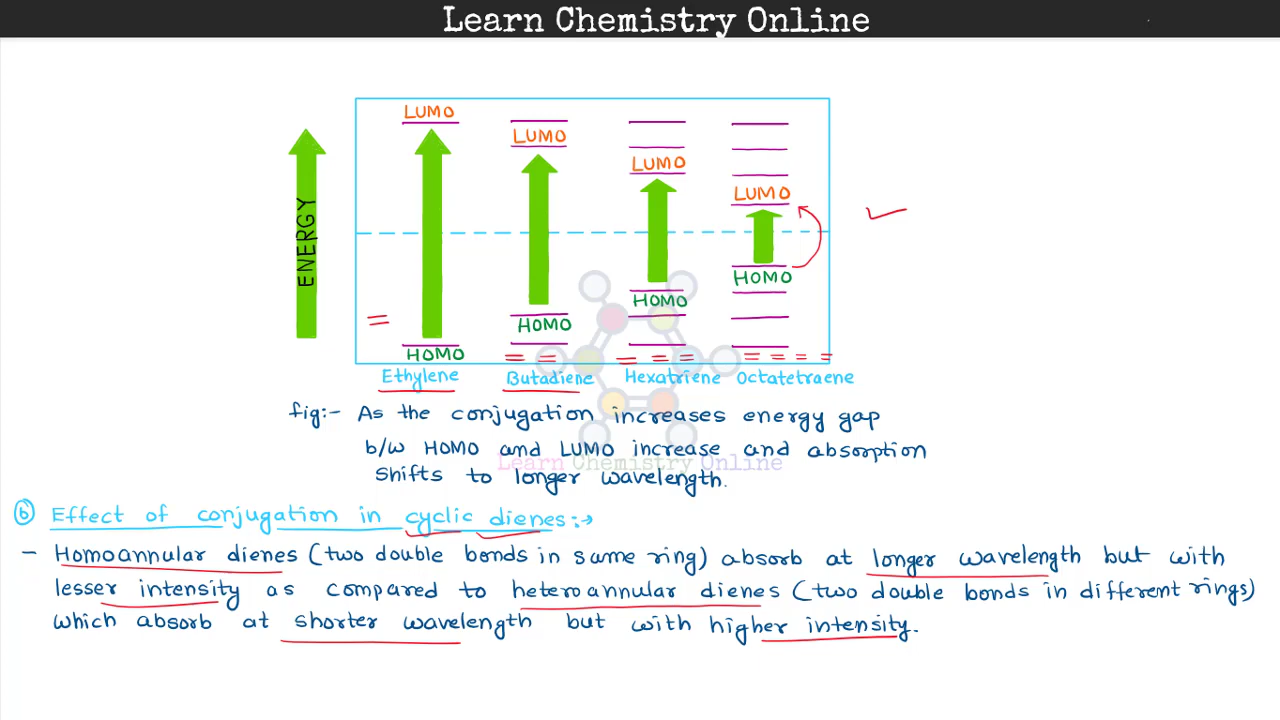 Learn Chemistry Online
LUMO
LUMO
LUMO
LUMO
ENERGY
HOMO
HOMO
HOMO
HOMO
Ethylene Butadiene Hexatriene Octatetraene
fig:- As the conjugation increases energy gap
b/w HOMO and LUMO increase and absorption
Learn Chemistry Online
shifts to longer wavelength.
b Effect of conjugation in cyclic dienes:→
- Homoannular dienes (two double bonds in same ring) absorb at longer wavelength but with
lesser intensity as compared to heteroannular dienes (two double bonds in different rings)
which absorb at shorter wavelength but with higher intensity.